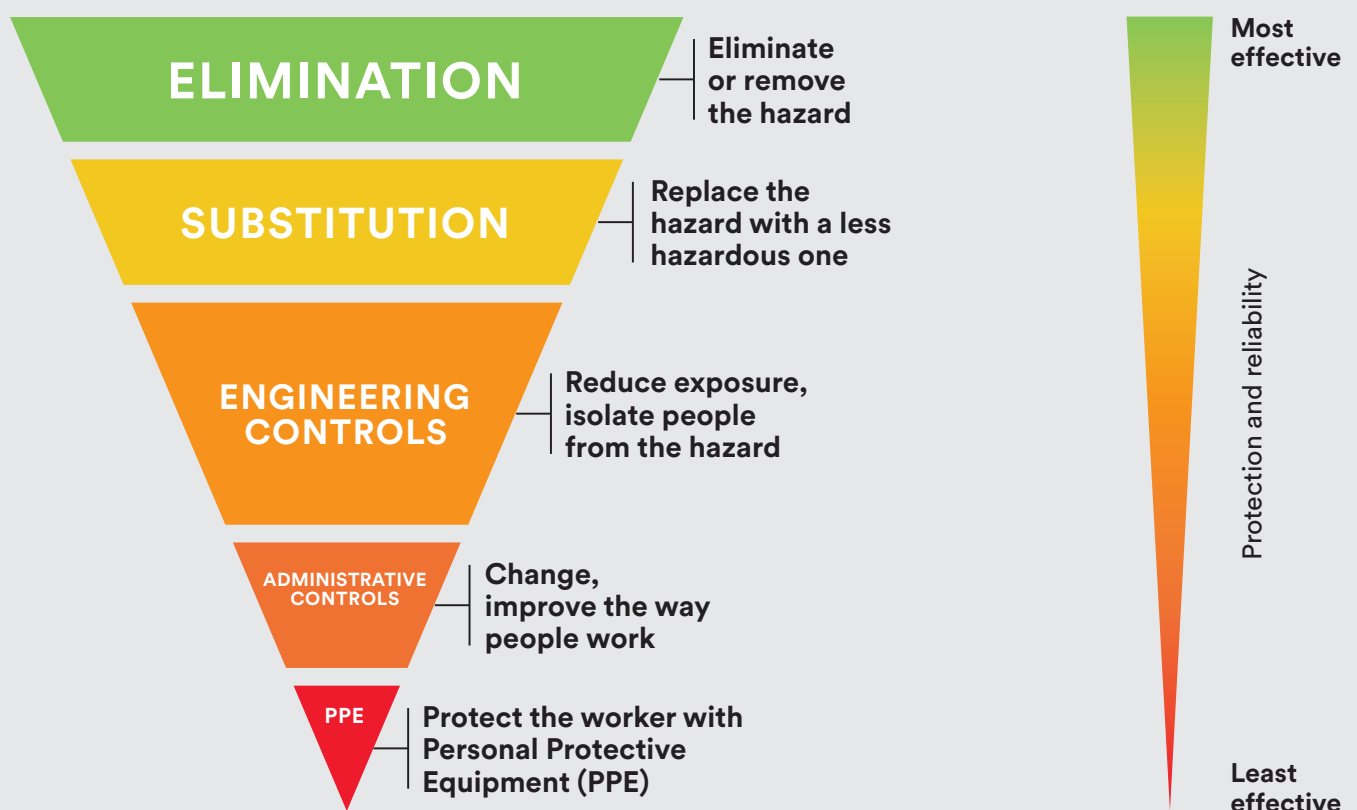 ELIMINATION
Eliminate
or remove
the hazard
SUBSTITUTION
Replace the
hazard with a less
hazardous one
ENGINEERING
CONTROLS
Reduce exposure,
isolate people
from the hazard
ADMINISTRATIVE
CONTROLS
Change,
improve the way
people work
PPE
Protect the worker with
Personal Protective
Equipment (PPE)
Most
effective
Protection and reliability
Least
effective